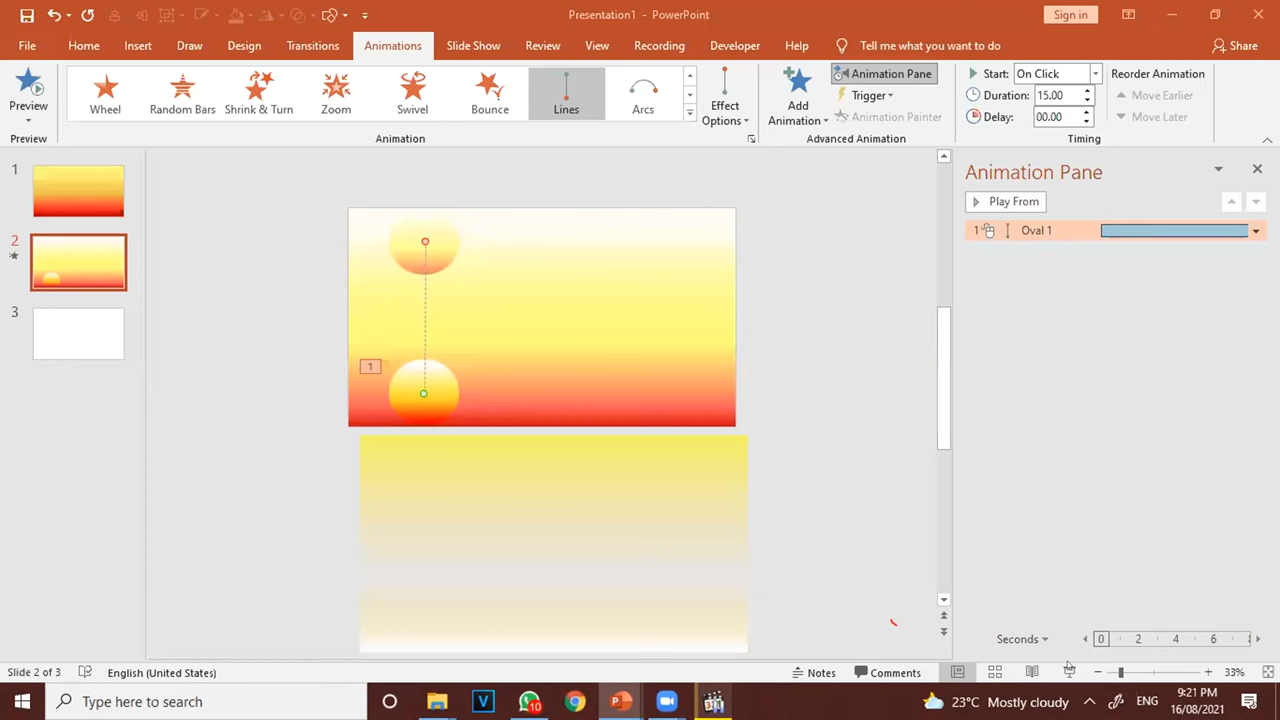 Presentation1 - PowerPoint
Sign in
File Home Insert Draw Design Transitions Animations Slide Show Review View Recording Developer Help Tell me what you want to do Share
Preview
Preview
Wheel Random Bars Shrink & Turn Zoom Swivel Bounce Lines Arcs
Animation
Effect
Options
Add
Animation
Animation Pane
Trigger
Animation Painter
Advanced Animation
Start: On Click
Duration: 15.00
Delay: 00.00
Timing
Reorder Animation
Move Earlier
Move Later
1
2
3
1
Animation Pane
Play From
1 Oval 1
Seconds 0 2 4 6
Slide 2 of 3 English (United States) Notes Comments 33%
Type here to search
10
23°C Mostly cloudy ENG
9:21 PM
16/08/2021